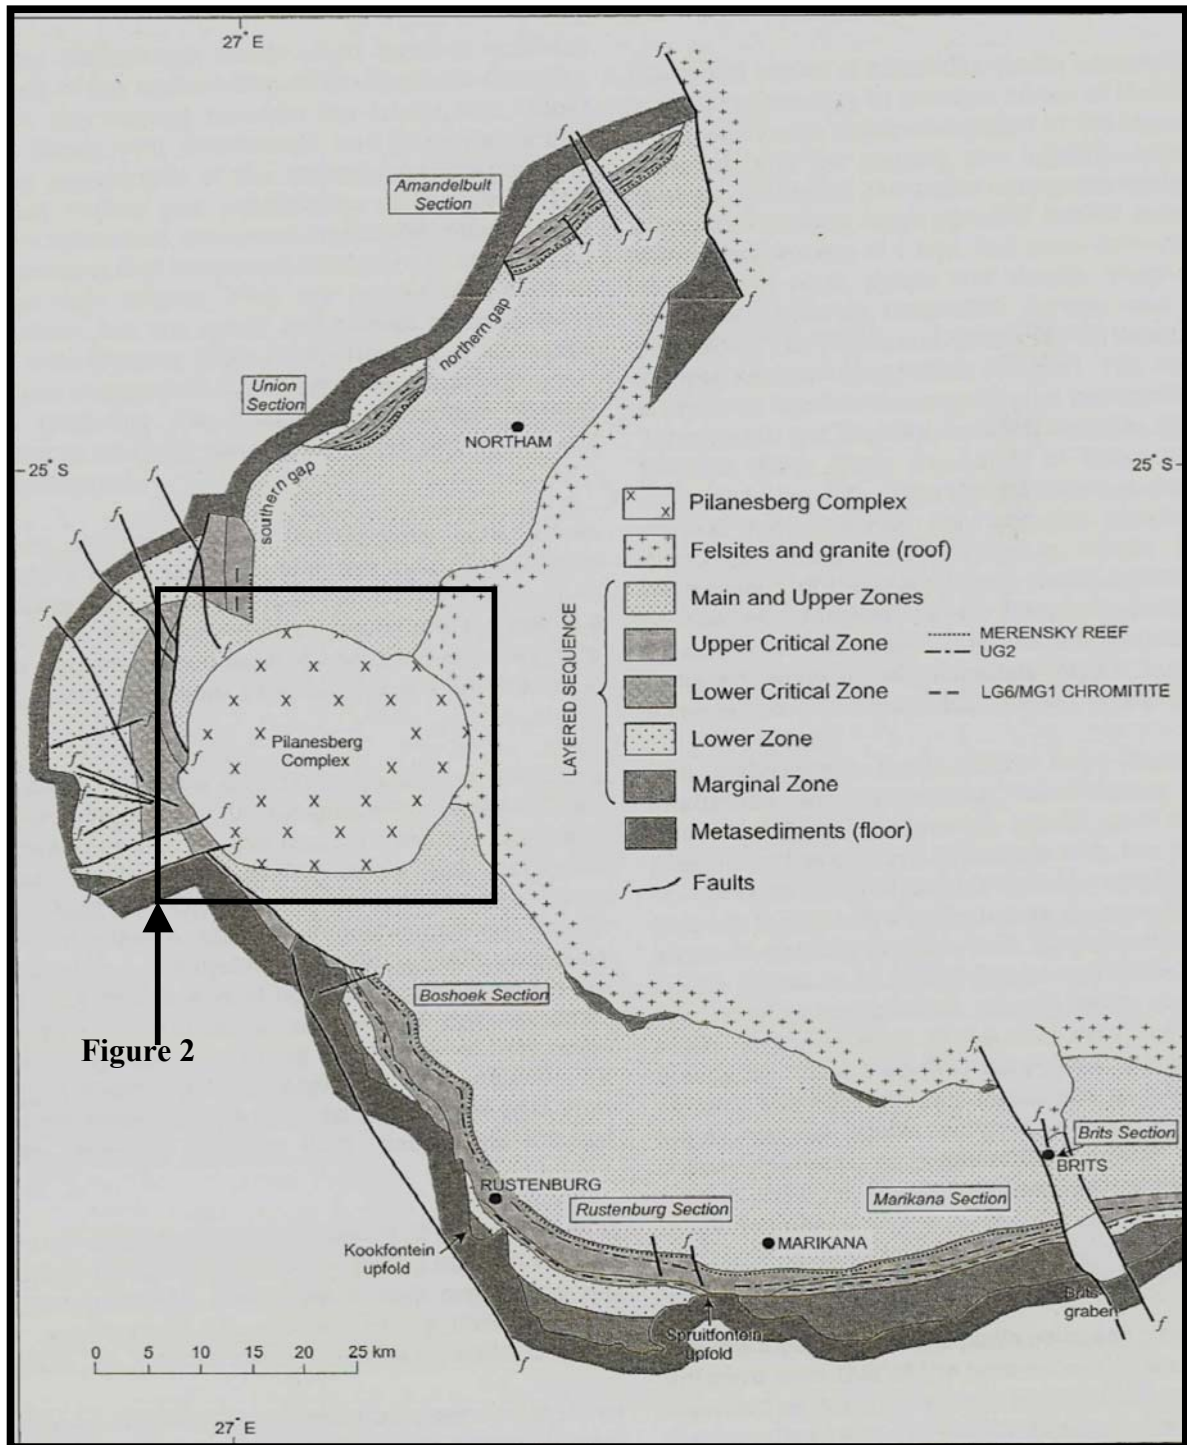 27° E
f
f
Amandelbult
Section
f
f
f
f
northern gap
f
Union
Section
NORTHAM
25° S
25° S
southern gap
f
f
f
f
f
Pilanesberg
Complex
f
f
f
f
f
f
f
f
X
X
Pilanesberg Complex
Felsites and granite (roof)
LAYERED SEQUENCE
Main and Upper Zones
Upper Critical Zone
MERENSKY REEF
UG2
Lower Critical Zone
LG6/MG1 CHROMITITE
Lower Zone
Marginal Zone
Metasediments (floor)
f
Faults
Figure 2
Boshoek Section
f
f
f
Brits Section
BRITS
RUSTENBURG
Rustenburg Section
Marikana Section
MARIKANA
f
Kookfontein
upfold
Brits
graben
f
Spruitfontein
upfold
f
0 5 10 15 20 25 km
27° E